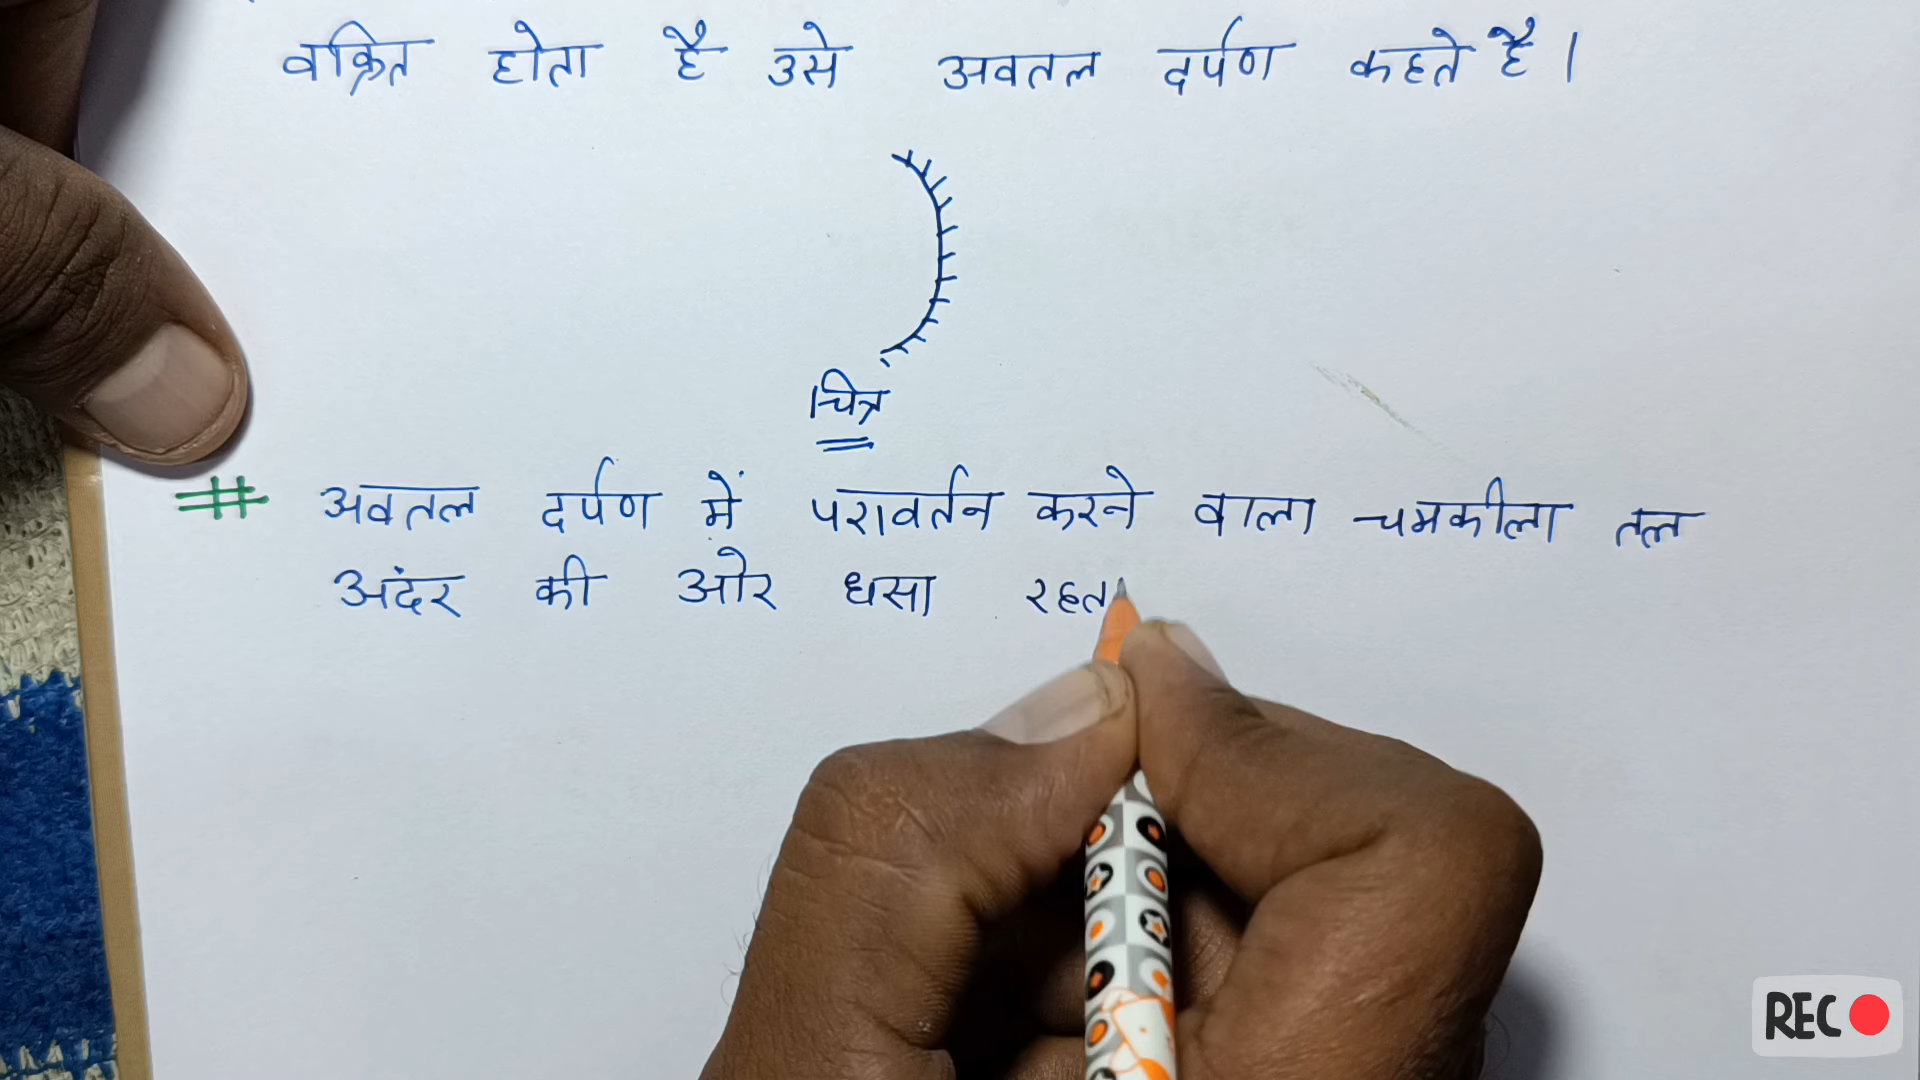 वक्रित होता है उसे अवतल दर्पण कहते है।
चित्र
# अवतल दर्पण में परावर्तन करने वाला चमकीला तल
अंदर की ओर धसा रहता
REC